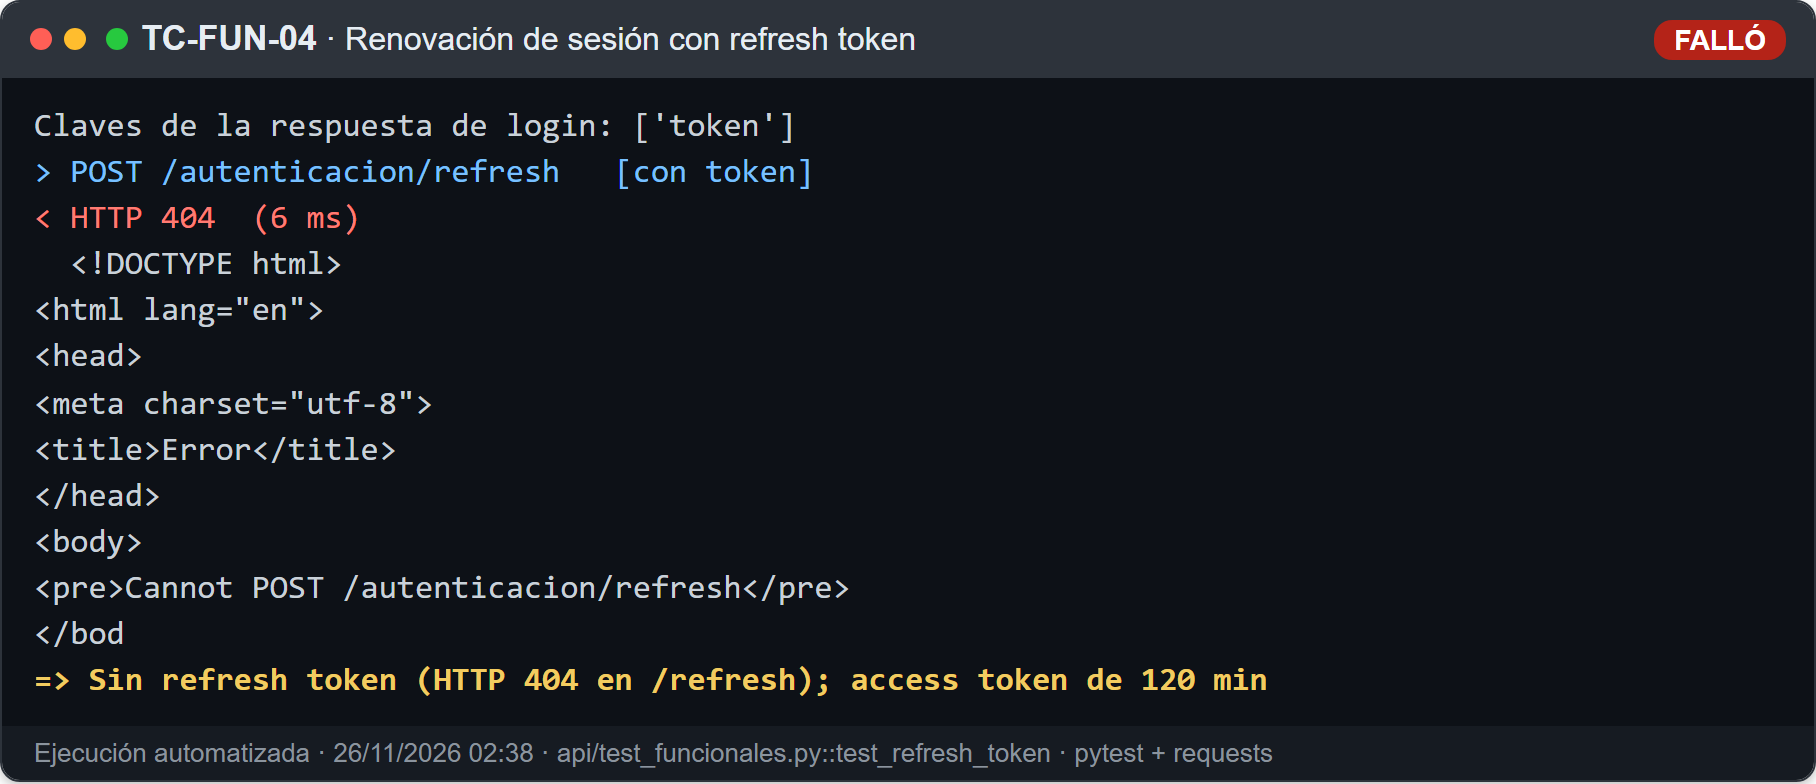 TC-FUN-04 · Renovación de sesión con refresh token
FALLÓ
Claves de la respuesta de login: ['token']
> POST /autenticacion/refresh   [con token]
< HTTP 404  (6 ms)
  <!DOCTYPE html>
<html lang="en">
<head>
<meta charset="utf-8">
<title>Error</title>
</head>
<body>
<pre>Cannot POST /autenticacion/refresh</pre>
</bod
=> Sin refresh token (HTTP 404 en /refresh); access token de 120 min
Ejecución automatizada · 26/11/2026 02:38 · api/test_funcionales.py::test_refresh_token · pytest + requests